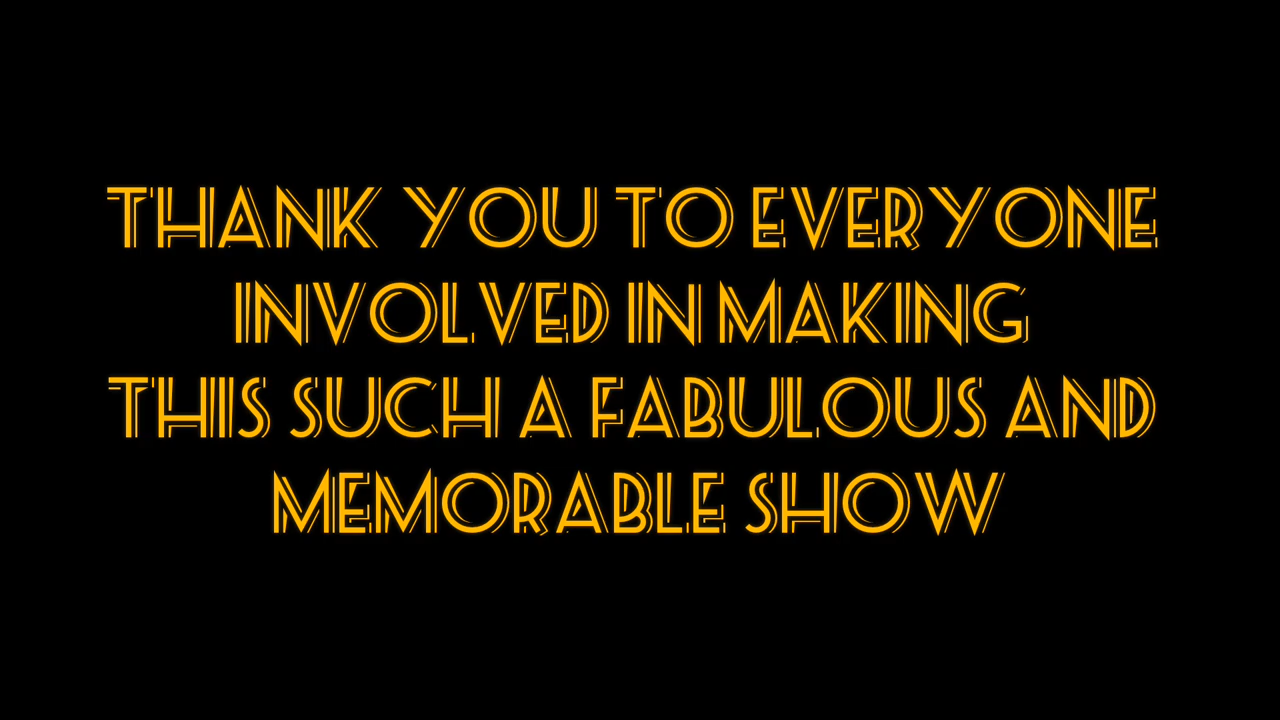 THANK YOU TO EVERYONE
INVOLVED IN MAKING
THIS SUCH A FABULOUS AND
MEMORABLE SHOW